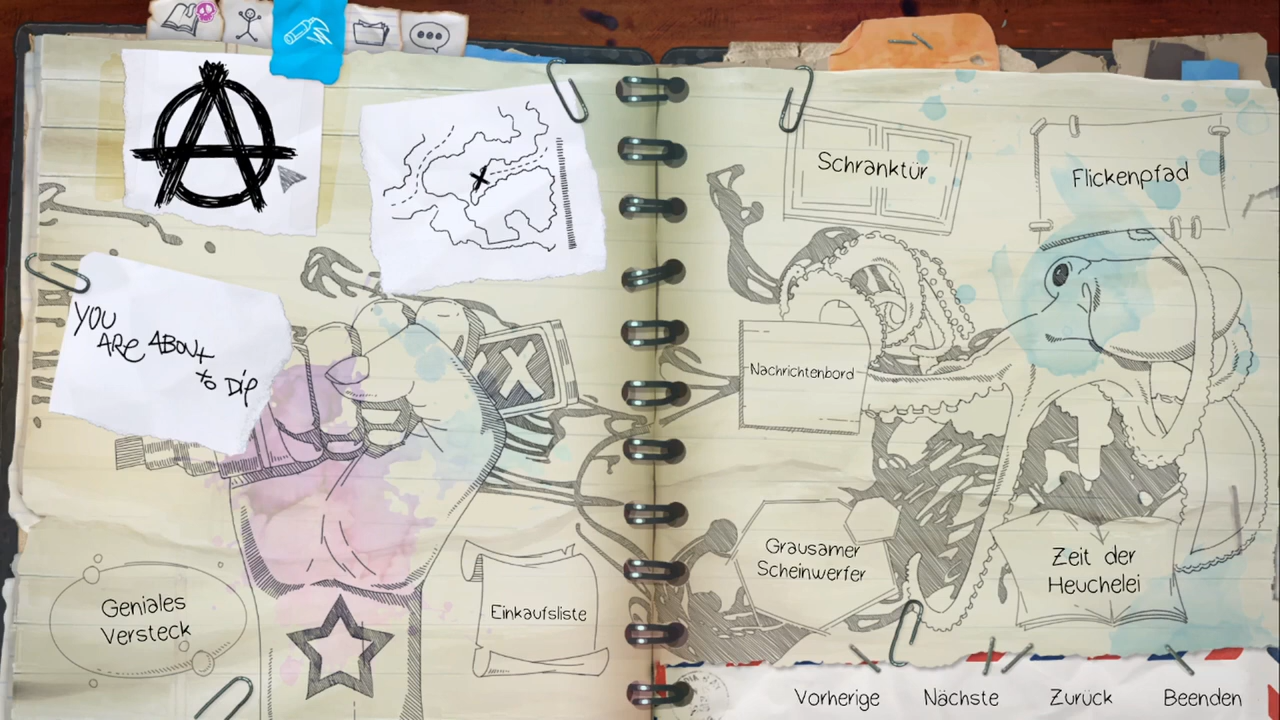 YOU
ARE ABOUT
to DIP
Geniales
Versteck
Einkaufsliste
Schranktür
Flickenpfad
Nachrichtenbord
Grausamer
Scheinwerfer
Zeit der
Heuchelei
Vorherige
Nächste
Zurück
Beenden